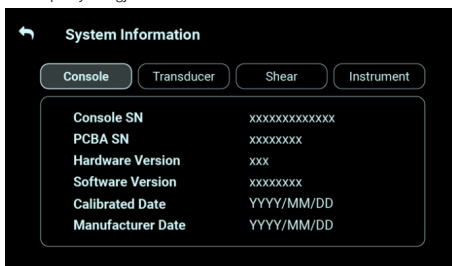 System Information
Console Transducer Shear Instrument
Console SN xxxxxxxxxxxxx
PCBA SN xxxxxxxx
Hardware Version xxx
Software Version xxxxxxxx
Calibrated Date YYYY/MM/DD
Manufacturer Date YYYY/MM/DD